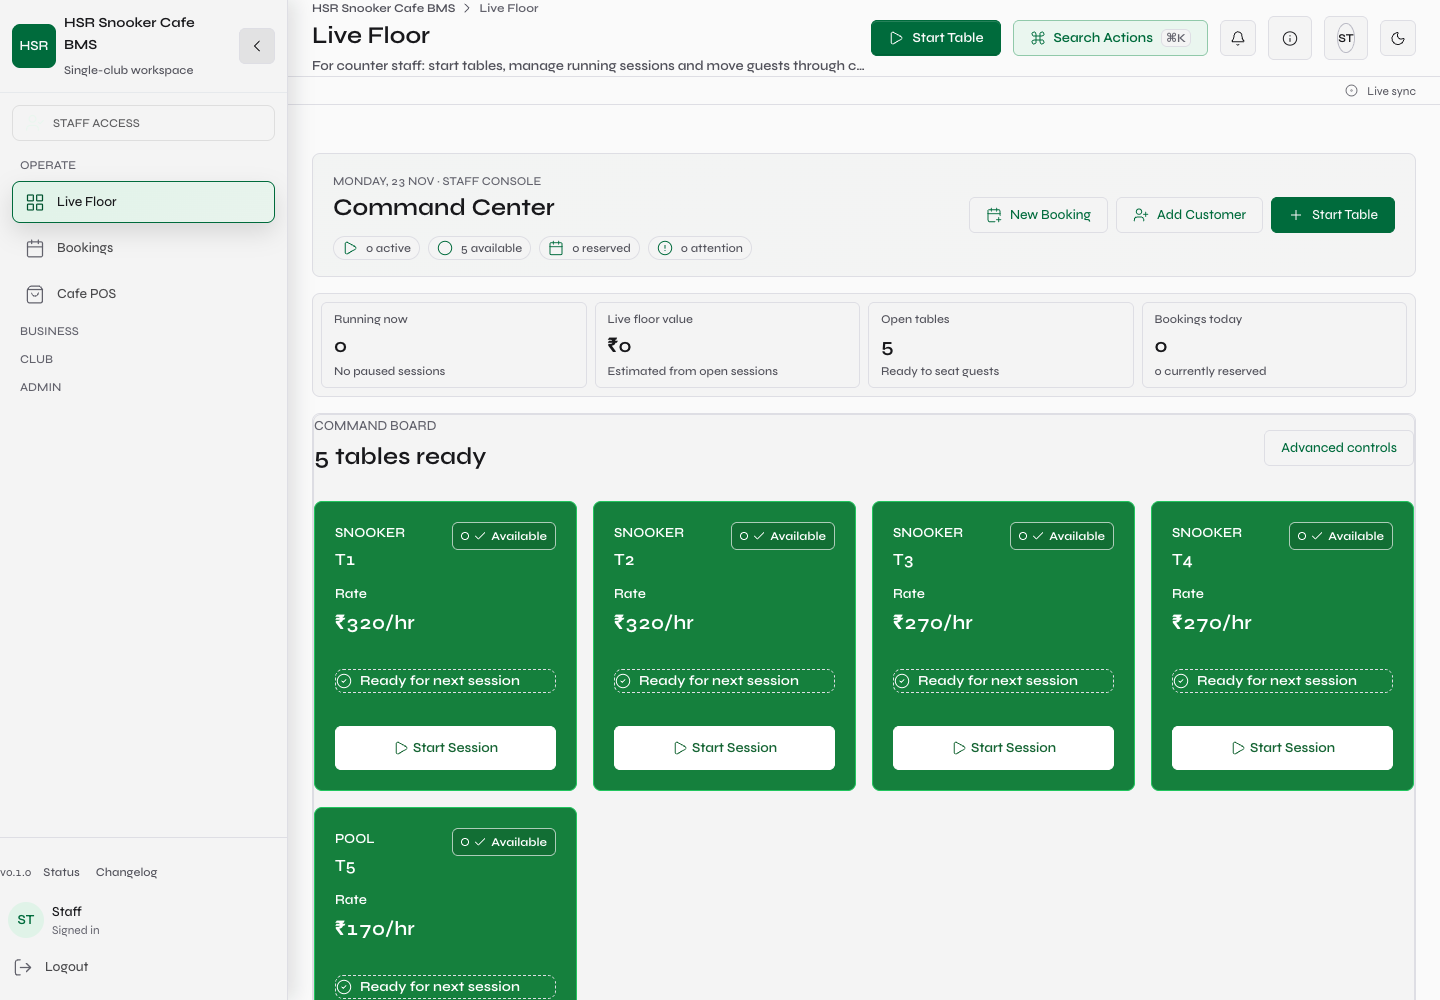 HSR
HSR Snooker Cafe
BMS
Single-club workspace
STAFF ACCESS
OPERATE
Live Floor
Bookings
Cafe POS
BUSINESS
CLUB
ADMIN
v0.1.0 Status Changelog
ST
Staff
Signed in
Logout
HSR Snooker Cafe BMS > Live Floor
Live Floor
For counter staff: start tables, manage running sessions and move guests through c…
Start Table
Search Actions ⌘K
ST
Live sync
MONDAY, 23 NOV · STAFF CONSOLE
Command Center
0 active
5 available
0 reserved
0 attention
New Booking
Add Customer
Start Table
Running now
0
No paused sessions
Live floor value
₹0
Estimated from open sessions
Open tables
5
Ready to seat guests
Bookings today
0
0 currently reserved
COMMAND BOARD
5 tables ready
Advanced controls
SNOOKER
Available
T1
Rate
₹320/hr
Ready for next session
Start Session
SNOOKER
Available
T2
Rate
₹320/hr
Ready for next session
Start Session
SNOOKER
Available
T3
Rate
₹270/hr
Ready for next session
Start Session
SNOOKER
Available
T4
Rate
₹270/hr
Ready for next session
Start Session
POOL
Available
T5
Rate
₹170/hr
Ready for next session